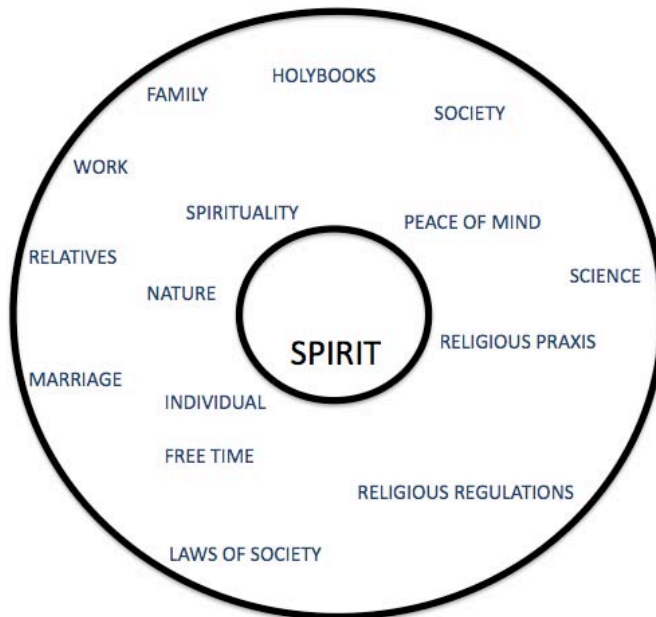 HOLYBOOKS
FAMILY
SOCIETY
WORK
SPIRITUALITY
PEACE OF MIND
RELATIVES
SCIENCE
NATURE
RELIGIOUS PRAXIS
SPIRIT
MARRIAGE
INDIVIDUAL
FREE TIME
RELIGIOUS REGULATIONS
LAWS OF SOCIETY